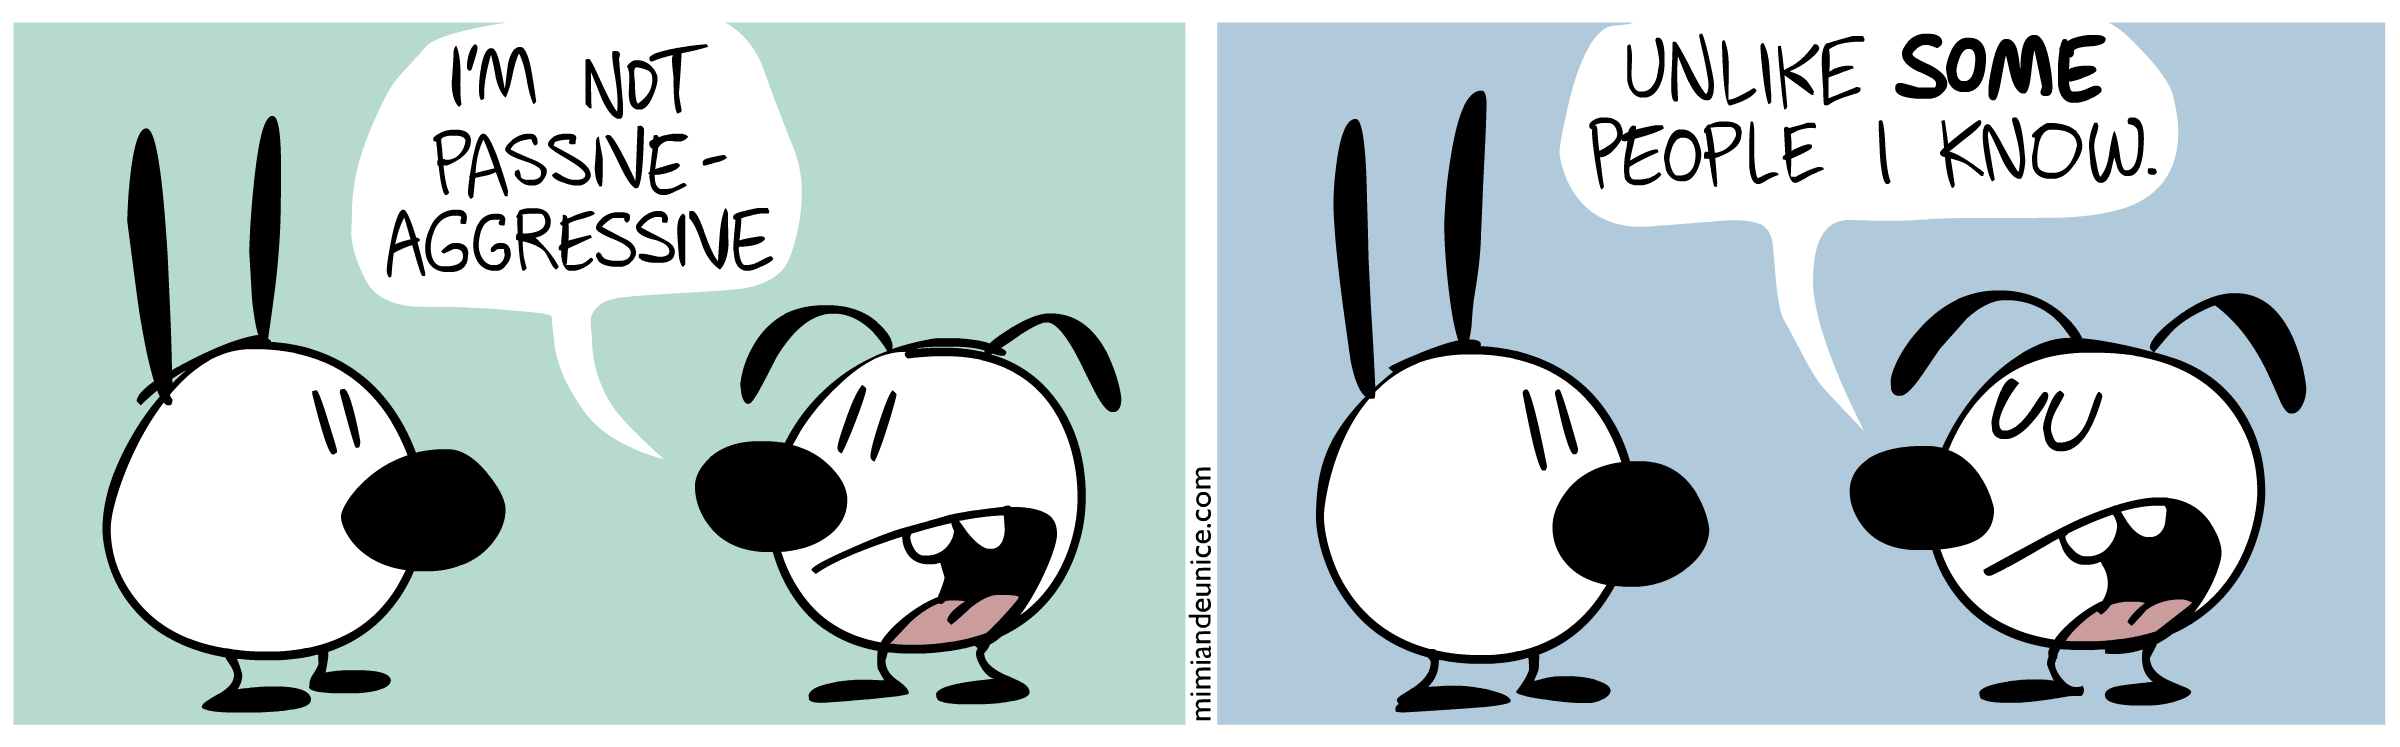 I'M NOT
PASSIVE-
AGGRESSIVE
UNLIKE SOME
PEOPLE I KNOW.
mimiandeunice.com